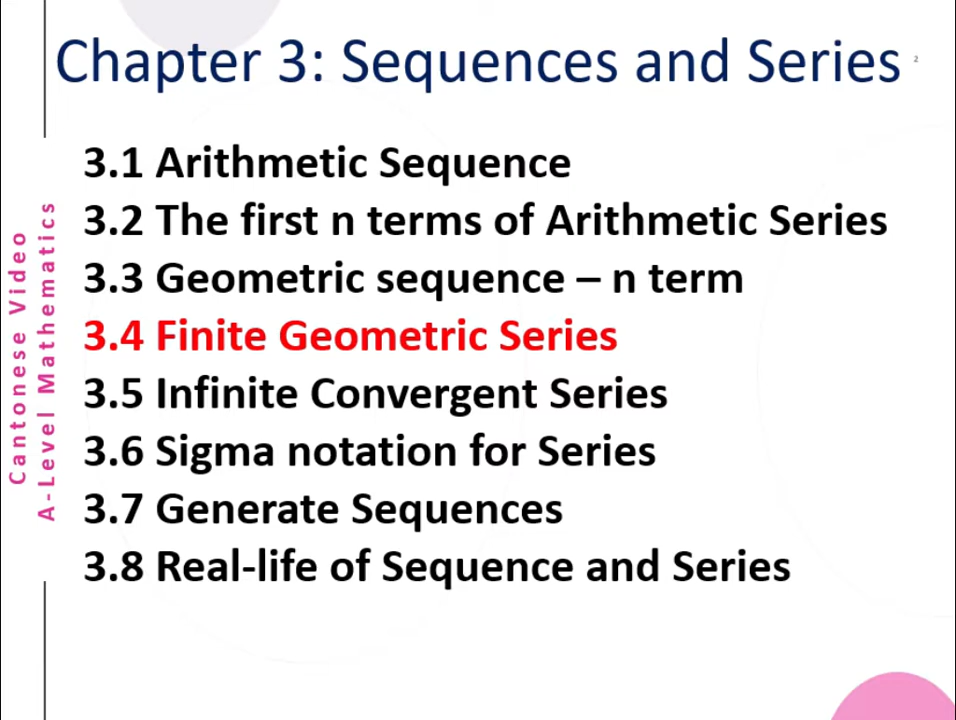 Chapter 3: Sequences and Series
2
3.1 Arithmetic Sequence
3.2 The first n terms of Arithmetic Series
3.3 Geometric sequence – n term
3.4 Finite Geometric Series
3.5 Infinite Convergent Series
3.6 Sigma notation for Series
3.7 Generate Sequences
3.8 Real-life of Sequence and Series
Cantonese Video
A-Level Mathematics